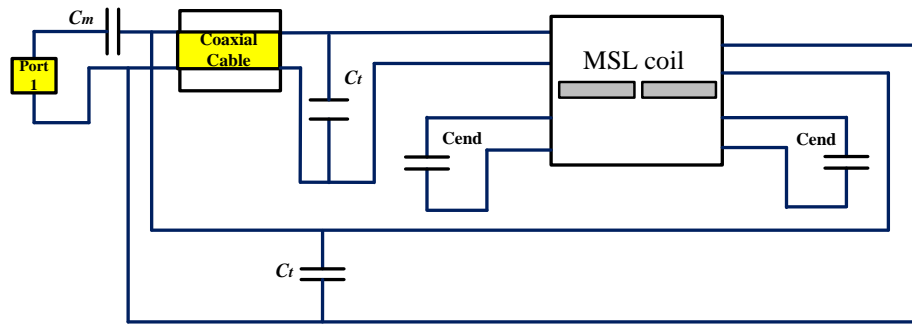 Cm
Port
1
Coaxial
Cable
Ct
MSL coil
Cend
Cend
Ct